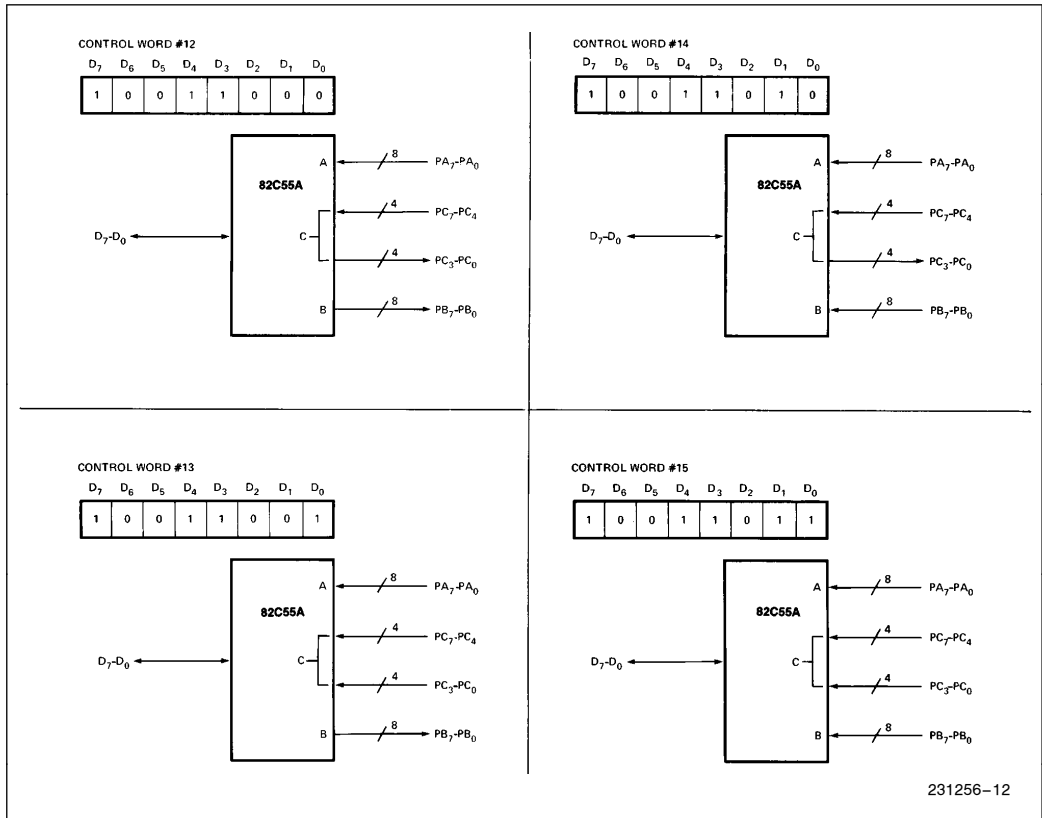 CONTROL WORD #12
D7 D6 D5 D4 D3 D2 D1 D0
1 0 0 1 1 0 0 0
82C55A
A
8
PA7-PA0
4
PC7-PC4
D7-D0
C
4
PC3-PC0
B
8
PB7-PB0
CONTROL WORD #14
D7 D6 D5 D4 D3 D2 D1 D0
1 0 0 1 1 0 1 0
82C55A
A
8
PA7-PA0
4
PC7-PC4
D7-D0
C
4
PC3-PC0
B
8
PB7-PB0
CONTROL WORD #13
D7 D6 D5 D4 D3 D2 D1 D0
1 0 0 1 1 0 0 1
82C55A
A
8
PA7-PA0
4
PC7-PC4
D7-D0
C
4
PC3-PC0
B
8
PB7-PB0
CONTROL WORD #15
D7 D6 D5 D4 D3 D2 D1 D0
1 0 0 1 1 0 1 1
82C55A
A
8
PA7-PA0
4
PC7-PC4
D7-D0
C
4
PC3-PC0
B
8
PB7-PB0
231256–12